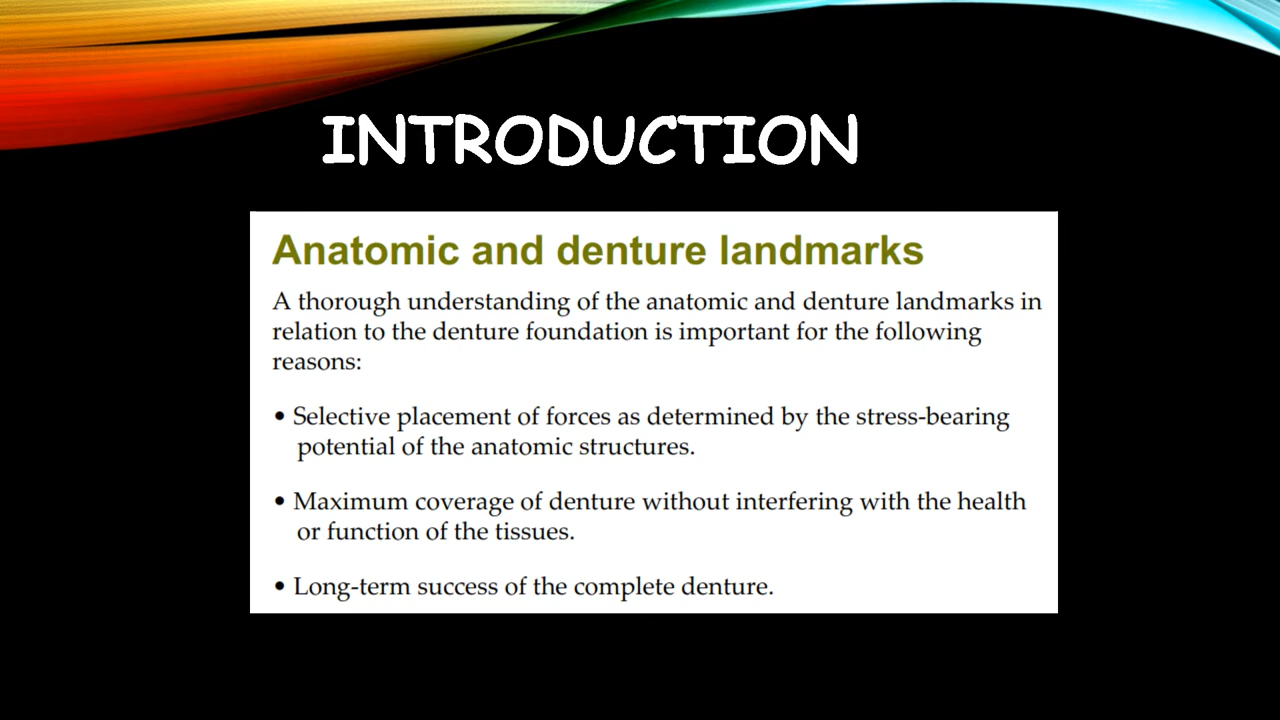 INTRODUCTION
Anatomic and denture landmarks
A thorough understanding of the anatomic and denture landmarks in
relation to the denture foundation is important for the following
reasons:
• Selective placement of forces as determined by the stress-bearing
potential of the anatomic structures.
• Maximum coverage of denture without interfering with the health
or function of the tissues.
• Long-term success of the complete denture.